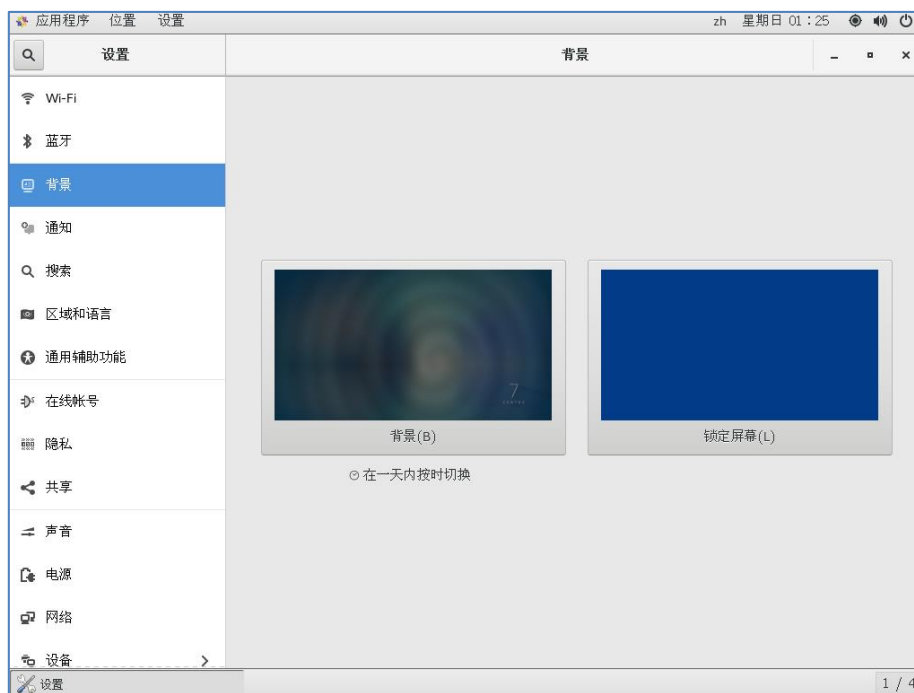 应用程序 位置 设置 zh 星期日 01:25
设置 背景
Wi-Fi
蓝牙
背景
通知
搜索
区域和语言
通用辅助功能
在线帐号
隐私
共享
声音
电源
网络
设备
7
背景(B)
锁定屏幕(L)
在一天内按时切换
设置 1 / 4